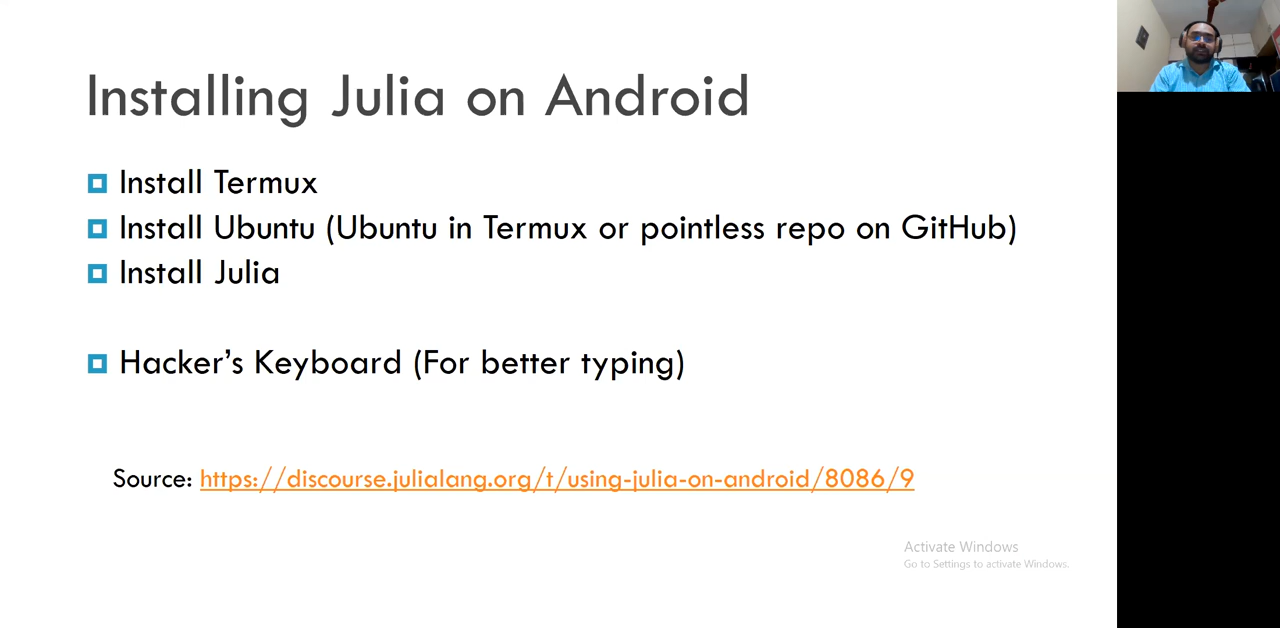 Installing Julia on Android
Install Termux
Install Ubuntu (Ubuntu in Termux or pointless repo on GitHub)
Install Julia
Hacker’s Keyboard (For better typing)
Source: https://discourse.julialang.org/t/using-julia-on-android/8086/9
Activate Windows
Go to Settings to activate Windows.